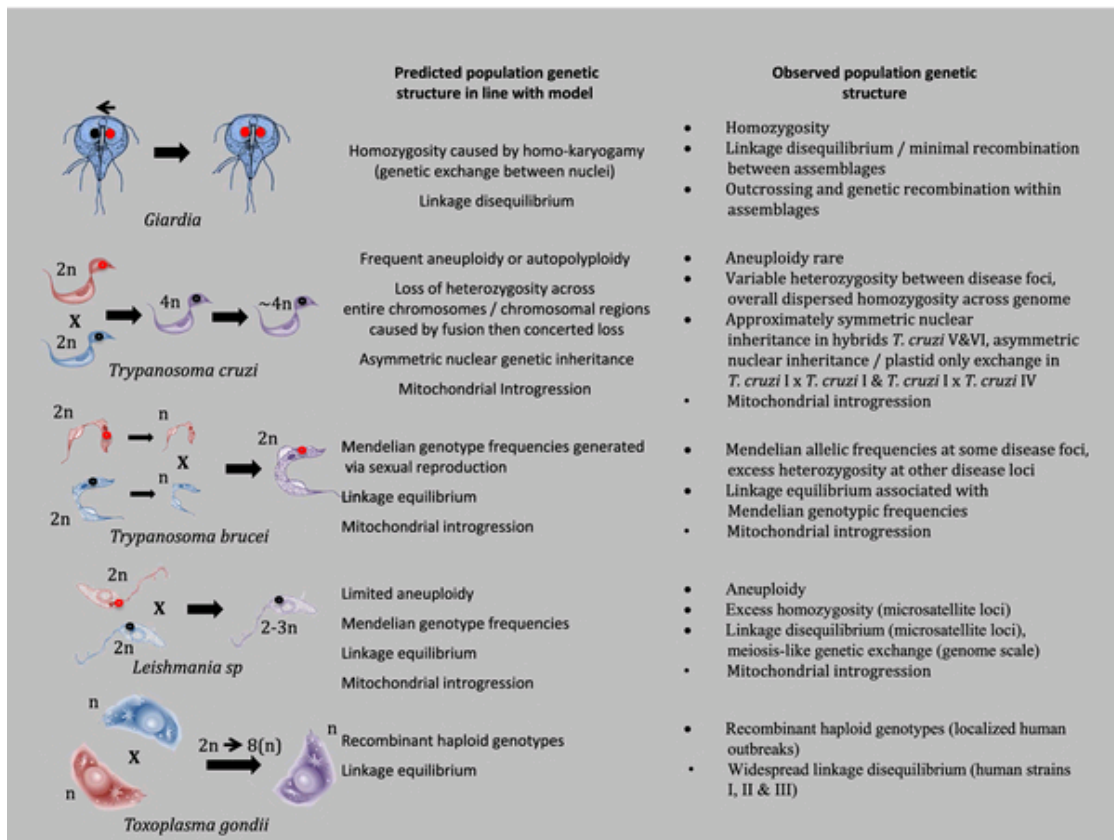 Predicted population genetic
structure in line with model
Observed population genetic
structure
Giardia
Homozygosity caused by homo-karyogamy
(genetic exchange between nuclei)
Linkage disequilibrium
• Homozygosity
• Linkage disequilibrium / minimal recombination
between assemblages
• Outcrossing and genetic recombination within
assemblages
2n
X
2n
4n
~4n
Trypanosoma cruzi
Frequent aneuploidy or autopolyploidy
Loss of heterozygosity across
entire chromosomes / chromosomal regions
caused by fusion then concerted loss
Asymmetric nuclear genetic inheritance
Mitochondrial Introgression
• Aneuploidy rare
• Variable heterozygosity between disease foci,
overall dispersed homozygosity across genome
• Approximately symmetric nuclear
inheritance in hybrids T. cruzi V&VI, asymmetric
nuclear inheritance / plastid only exchange in
T. cruzi I x T. cruzi I & T. cruzi I x T. cruzi IV
• Mitochondrial introgression
2n
n
X
2n
n
2n
Trypanosoma brucei
Mendelian genotype frequencies generated
via sexual reproduction
Linkage equilibrium
Mitochondrial introgression
• Mendelian allelic frequencies at some disease foci,
excess heterozygosity at other disease loci
• Linkage equilibrium associated with
Mendelian genotypic frequencies
• Mitochondrial introgression
2n
X
2n
2-3n
Leishmania sp
Limited aneuploidy
Mendelian genotype frequencies
Linkage equilibrium
Mitochondrial introgression
• Aneuploidy
• Excess homozygosity (microsatellite loci)
• Linkage disequilibrium (microsatellite loci),
meiosis-like genetic exchange (genome scale)
• Mitochondrial introgression
n
X
n
2n → 8(n)
n
Toxoplasma gondii
Recombinant haploid genotypes
Linkage equilibrium
• Recombinant haploid genotypes (localized human
outbreaks)
• Widespread linkage disequilibrium (human strains
I, II & III)